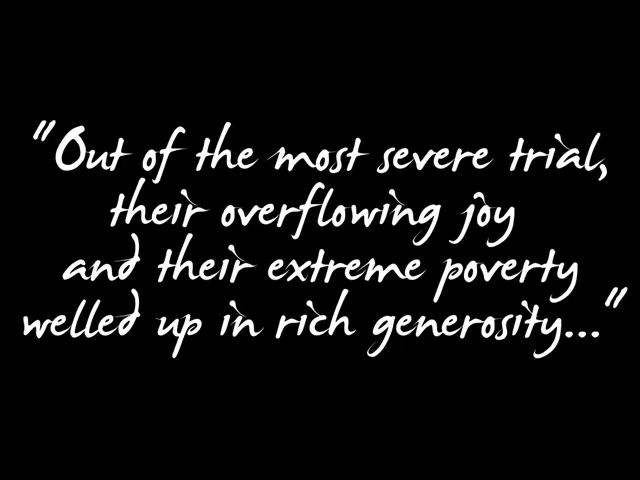 "Out of the most severe trial,
their overflowing joy
and their extreme poverty
welled up in rich generosity..."